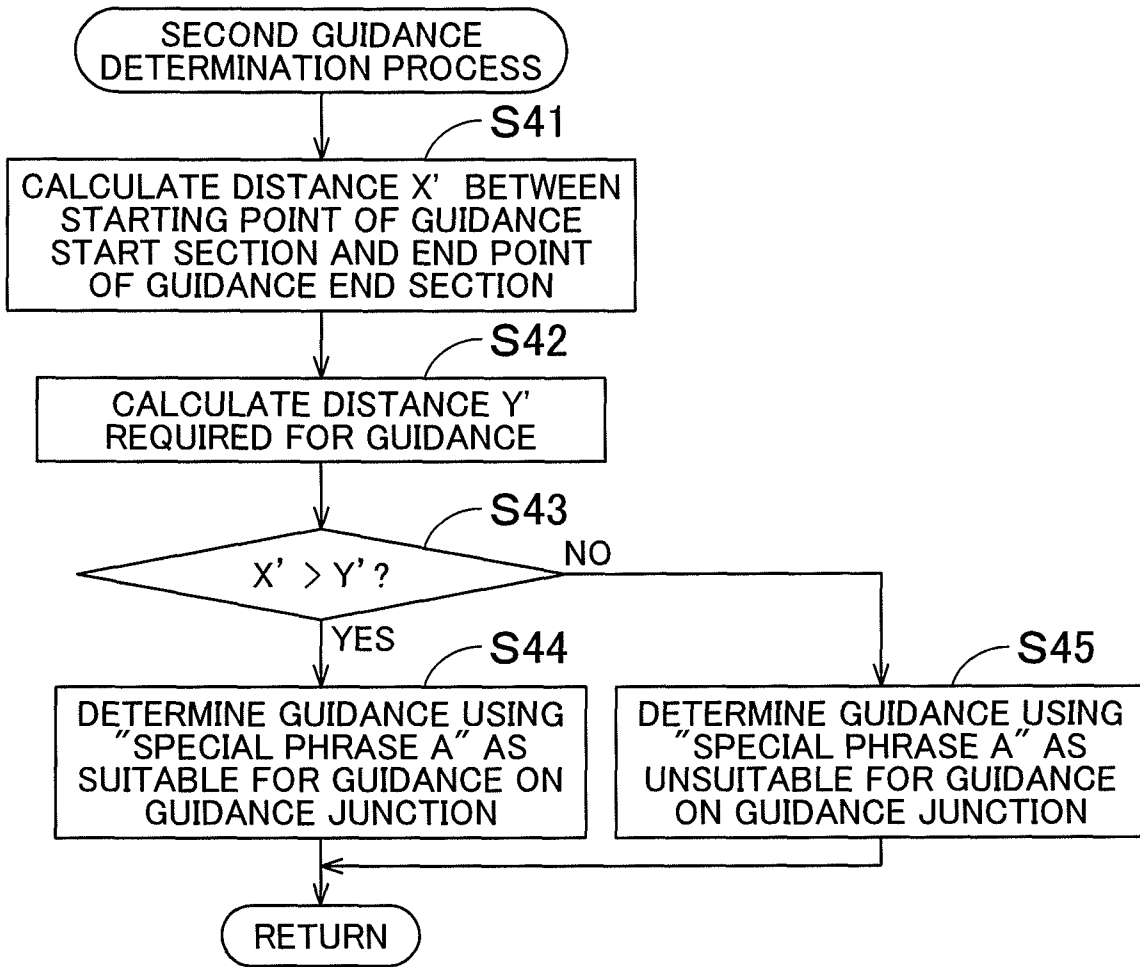 SECOND GUIDANCE
DETERMINATION PROCESS
S41
CALCULATE DISTANCE X' BETWEEN
STARTING POINT OF GUIDANCE
START SECTION AND END POINT
OF GUIDANCE END SECTION
S42
CALCULATE DISTANCE Y'
REQUIRED FOR GUIDANCE
S43
X' > Y'?
NO
YES
S44
DETERMINE GUIDANCE USING
"SPECIAL PHRASE A" AS
SUITABLE FOR GUIDANCE ON
GUIDANCE JUNCTION
S45
DETERMINE GUIDANCE USING
"SPECIAL PHRASE A" AS
UNSUITABLE FOR GUIDANCE
ON GUIDANCE JUNCTION
RETURN